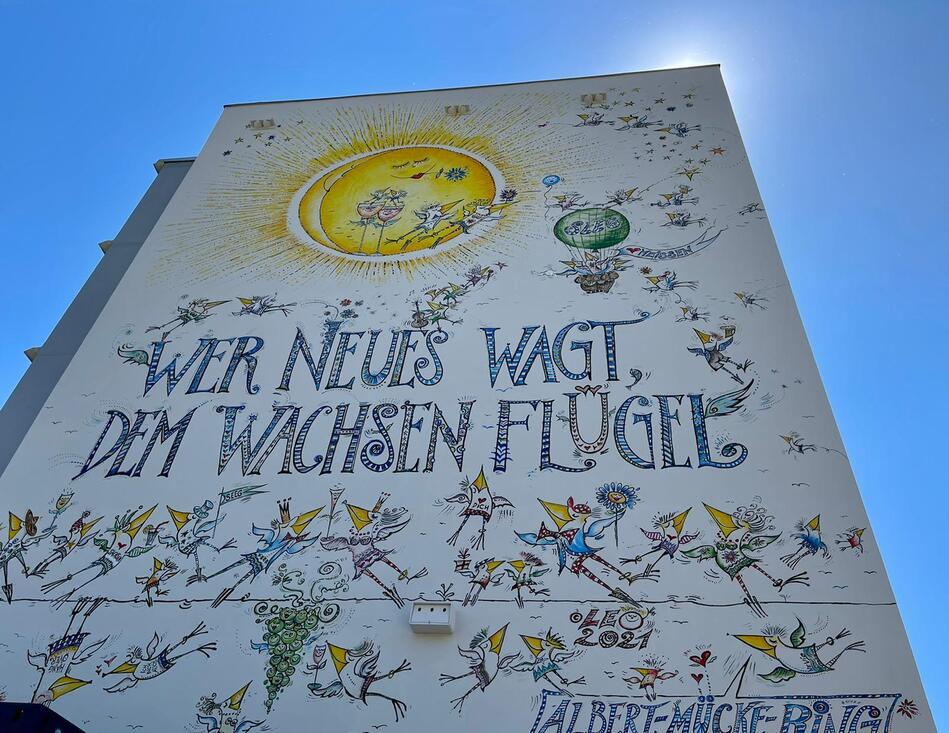 WER NEUES WAGT,
DEM WACHSEN FLÜGEL
©LEO
2021
ALBERT-MÜCKE-RING